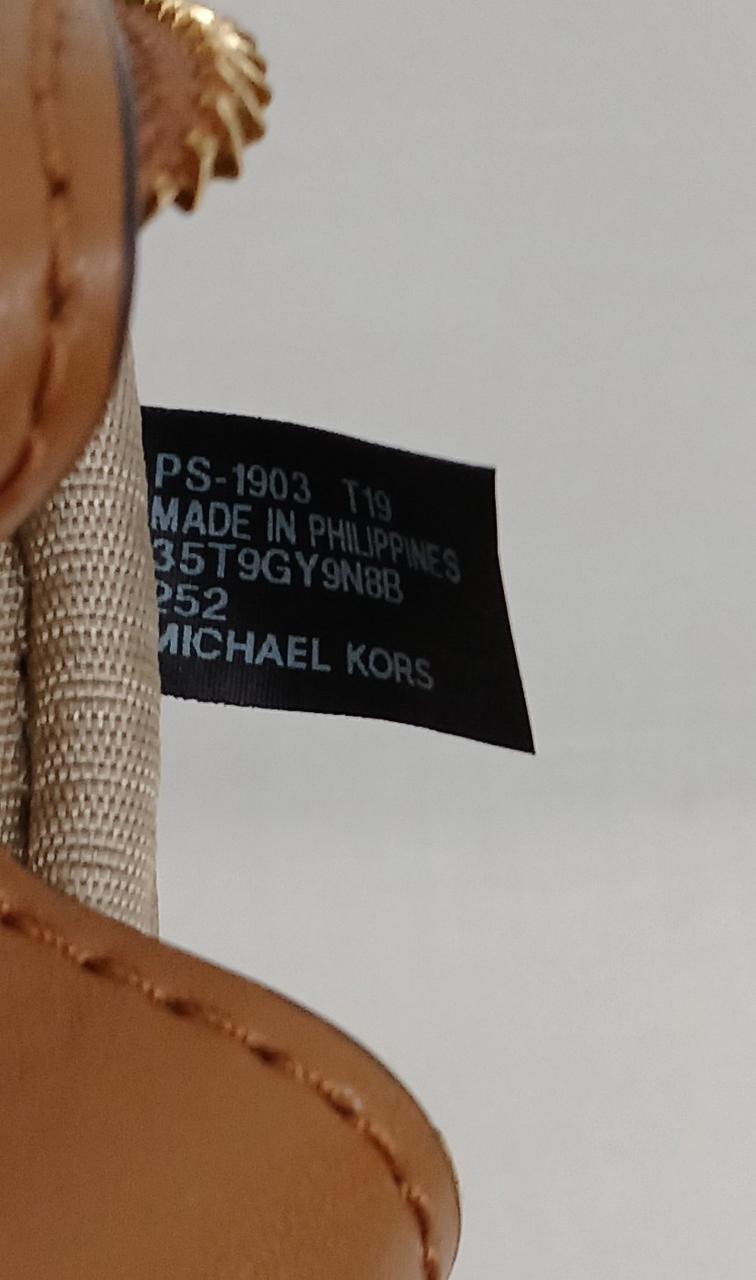 PS-1903 T19
MADE IN PHILIPPINES
35T9GY9N8B
252
MICHAEL KORS